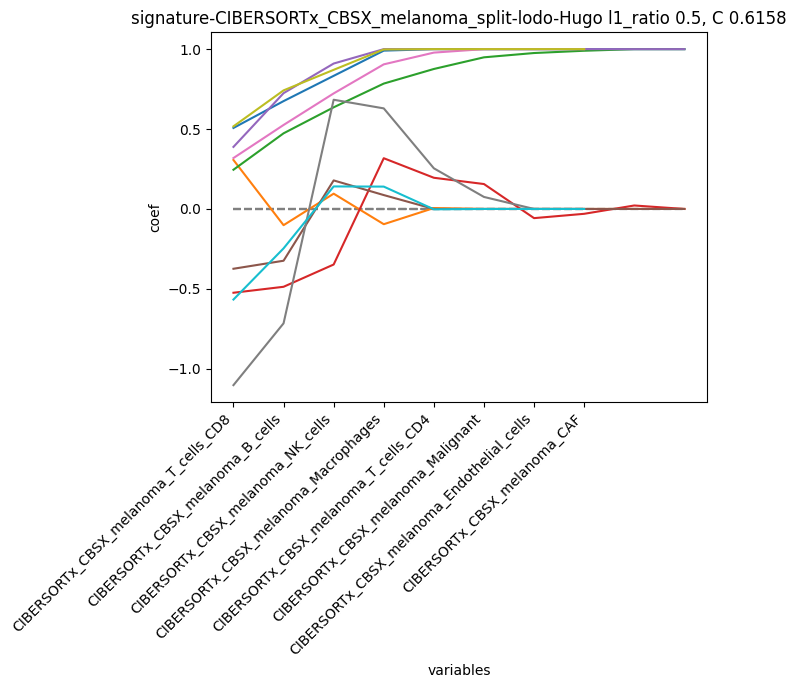 signature-CIBERSORTx_CBSX_melanoma_split-lodo-Hugo l1_ratio 0.5, C 0.6158
1.0
0.5
0.0
−0.5
−1.0
coef
CIBERSORTx_CBSX_melanoma_T_cells_CD8
CIBERSORTx_CBSX_melanoma_B_cells
CIBERSORTx_CBSX_melanoma_NK_cells
CIBERSORTx_CBSX_melanoma_Macrophages
CIBERSORTx_CBSX_melanoma_T_cells_CD4
CIBERSORTx_CBSX_melanoma_Malignant
CIBERSORTx_CBSX_melanoma_Endothelial_cells
CIBERSORTx_CBSX_melanoma_CAF
variables